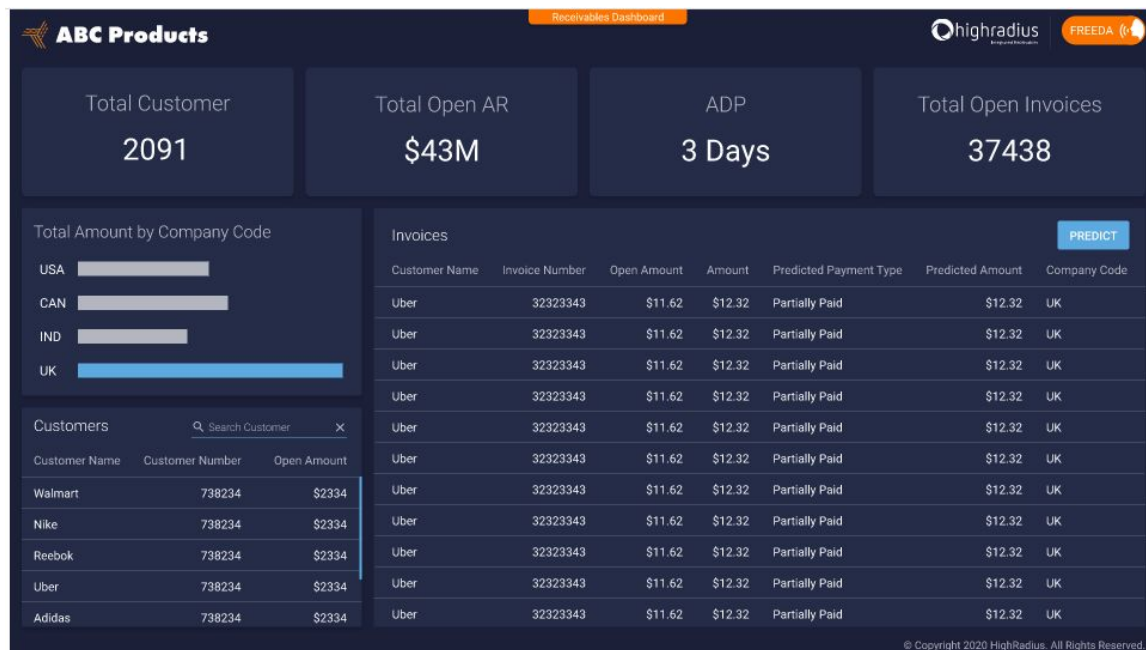 Receivables Dashboard
ABC Products
highradius
FREEDA
Total Customer
2091
Total Open AR
$43M
ADP
3 Days
Total Open Invoices
37438
Total Amount by Company Code
USA
CAN
IND
UK
Customers
Search Customer
Customer Name Customer Number Open Amount
Walmart 738234 $2334
Nike 738234 $2334
Reebok 738234 $2334
Uber 738234 $2334
Adidas 738234 $2334
Invoices
PREDICT
Customer Name Invoice Number Open Amount Amount Predicted Payment Type Predicted Amount Company Code
Uber 32323343 $11.62 $12.32 Partially Paid $12.32 UK
Uber 32323343 $11.62 $12.32 Partially Paid $12.32 UK
Uber 32323343 $11.62 $12.32 Partially Paid $12.32 UK
Uber 32323343 $11.62 $12.32 Partially Paid $12.32 UK
Uber 32323343 $11.62 $12.32 Partially Paid $12.32 UK
Uber 32323343 $11.62 $12.32 Partially Paid $12.32 UK
Uber 32323343 $11.62 $12.32 Partially Paid $12.32 UK
Uber 32323343 $11.62 $12.32 Partially Paid $12.32 UK
Uber 32323343 $11.62 $12.32 Partially Paid $12.32 UK
Uber 32323343 $11.62 $12.32 Partially Paid $12.32 UK
Uber 32323343 $11.62 $12.32 Partially Paid $12.32 UK
© Copyright 2020 HighRadius. All Rights Reserved